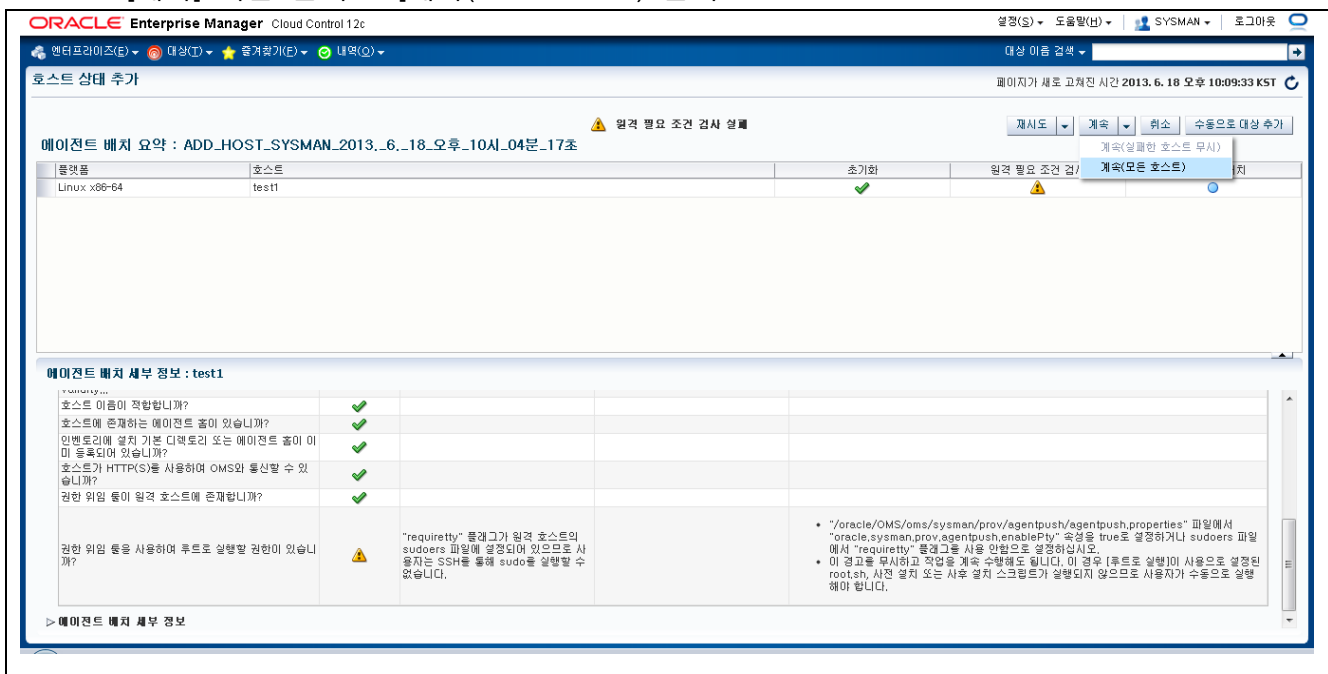 ORACLE Enterprise Manager Cloud Control 12c
설정(S) 도움말(H) SYSMAN 로그아웃
엔터프라이즈(E) 대상(T) 즐겨찾기(F) 내역(O)
대상 이름 검색
호스트 상태 추가
페이지가 새로 고쳐진 시간 2013. 6. 18 오후 10:09:33 KST
원격 필요 조건 검사 실패
재시도 계속 취소 수동으로 대상 추가
계속(실패한 호스트 무시)
계속(모든 호스트)
에이전트 배치 요약 : ADD_HOST_SYSMAN_2013._6._18_오후_10시_04분_17초
플랫폼 호스트 초기화 원격 필요 조건 검사
Linux x86-64 test1
에이전트 배치 세부 정보 : test1
호스트 이름이 적합합니까?
호스트에 존재하는 에이전트 홈이 있습니까?
인벤토리에 설치 기본 디렉토리 또는 에이전트 홈이 이
미 등록되어 있습니까?
호스트가 HTTP(S)를 사용하여 OMS와 통신할 수 있
습니까?
권한 위임 툴이 원격 호스트에 존재합니까?
권한 위임 툴을 사용하여 루트로 실행할 권한이 있습니
까?
"requiretty" 플래그가 원격 호스트의
sudoers 파일에 설정되어 있으므로 사
용자는 SSH를 통해 sudo를 실행할 수
없습니다.
• "/oracle/OMS/oms/sysman/prov/agentpush/agentpush.properties" 파일에서
"oracle.sysman.prov.agentpush.enablePty" 속성을 true로 설정하거나 sudoers 파일
에서 "requiretty" 플래그를 사용 안함으로 설정하십시오.
• 이 경고를 무시하고 작업을 계속 수행해도 됩니다. 이 경우 [루트로 실행]이 사용으로 설정된
root.sh, 사전 설치 또는 사후 설치 스크립트가 실행되지 않으므로 사용자가 수동으로 실행
해야 합니다.
에이전트 배치 세부 정보